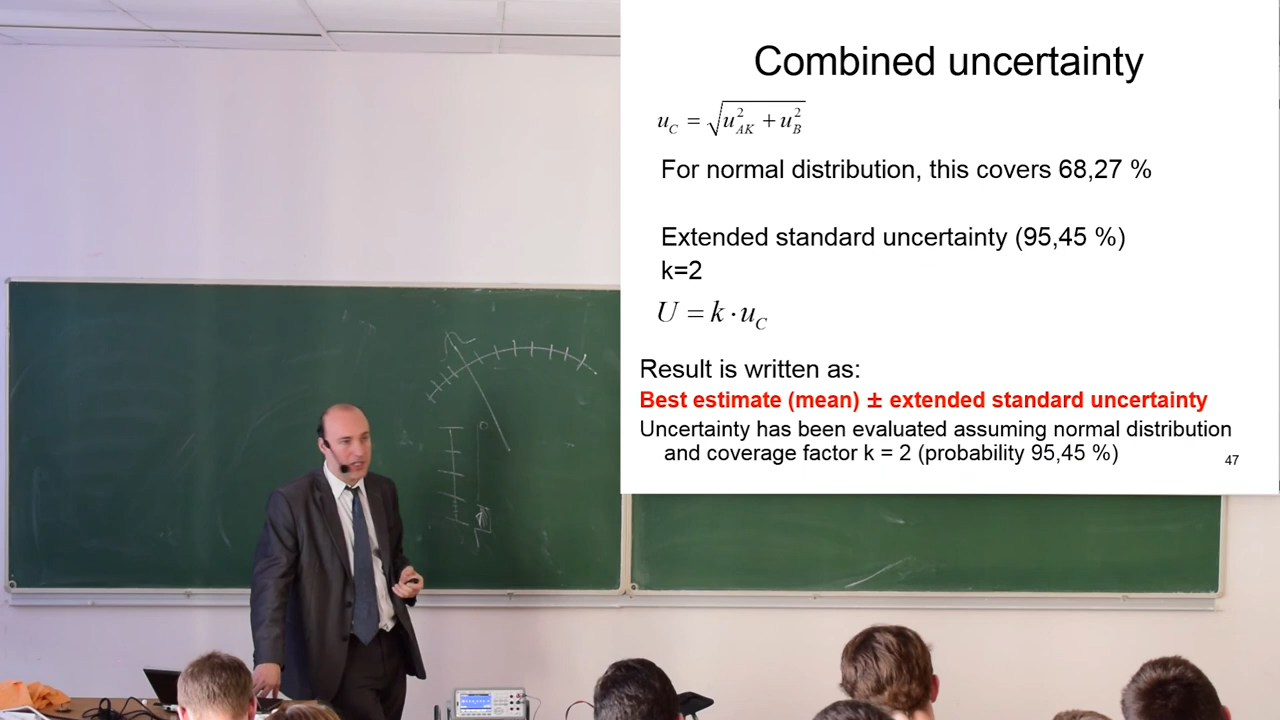 Combined uncertainty
u_C = √(u²_AK + u²_B)
For normal distribution, this covers 68,27 %
Extended standard uncertainty (95,45 %)
k=2
U = k · u_C
Result is written as:
Best estimate (mean) ± extended standard uncertainty
Uncertainty has been evaluated assuming normal distribution
and coverage factor k = 2 (probability 95,45 %)
47